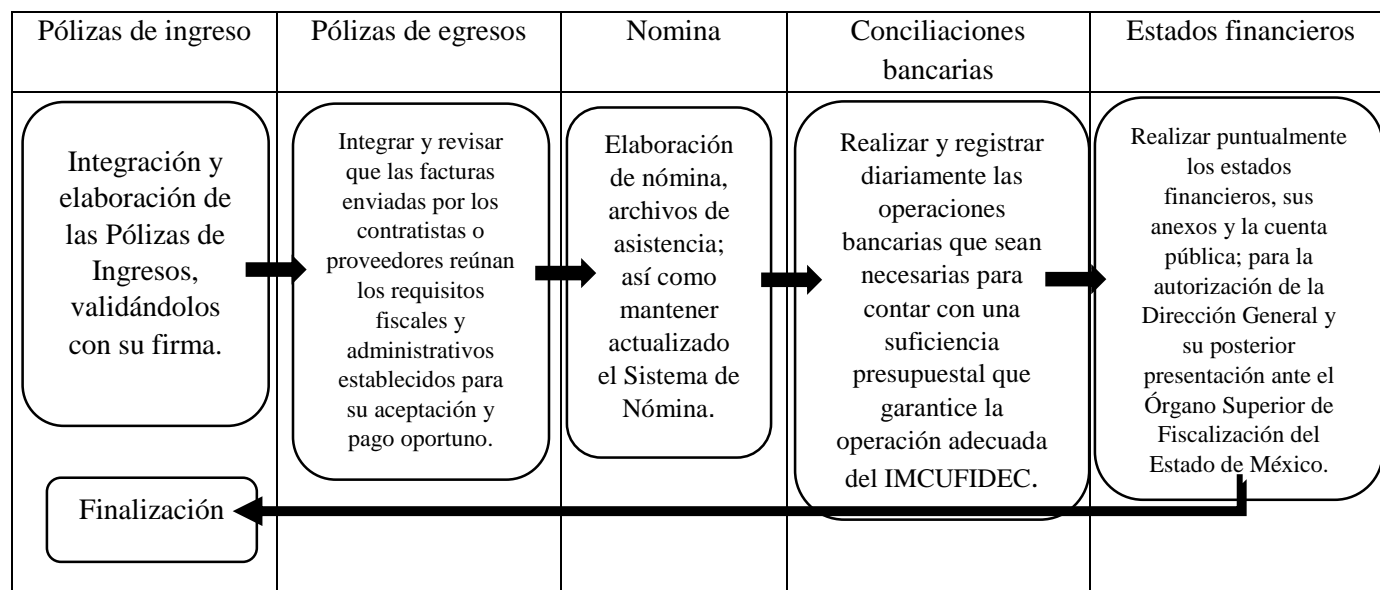 Pólizas de ingreso
Pólizas de egresos
Nomina
Conciliaciones
bancarias
Estados financieros
Integración y
elaboración de
las Pólizas de
Ingresos,
validándolos
con su firma.
Integrar y revisar
que las facturas
enviadas por los
contratistas o
proveedores reúnan
los requisitos
fiscales y
administrativos
establecidos para
su aceptación y
pago oportuno.
Elaboración
de nómina,
archivos de
asistencia;
así como
mantener
actualizado
el Sistema de
Nómina.
Realizar y registrar
diariamente las
operaciones
bancarias que sean
necesarias para
contar con una
suficiencia
presupuestal que
garantice la
operación adecuada
del IMCUFIDEC.
Realizar puntualmente
los estados
financieros, sus
anexos y la cuenta
pública; para la
autorización de la
Dirección General y
su posterior
presentación ante el
Órgano Superior de
Fiscalización del
Estado de México.
Finalización